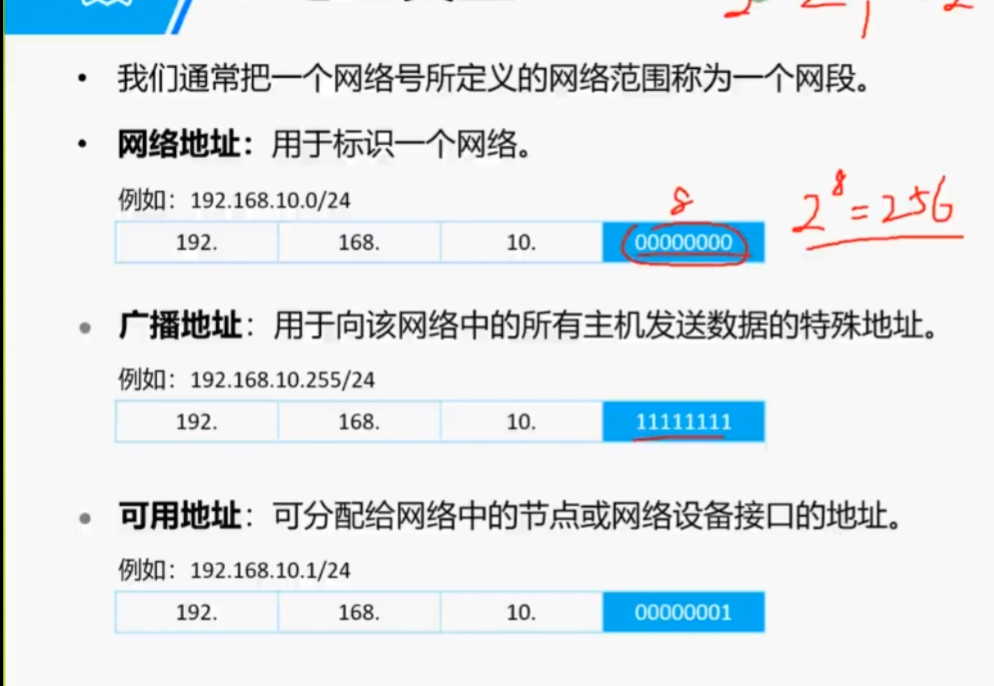 • 我们通常把一个网络号所定义的网络范围称为一个网段。
• 网络地址：用于标识一个网络。
例如：192.168.10.0/24
8
192. 168. 10. 00000000
2^8=256
• 广播地址：用于向该网络中的所有主机发送数据的特殊地址。
例如：192.168.10.255/24
192. 168. 10. 11111111
• 可用地址：可分配给网络中的节点或网络设备接口的地址。
例如：192.168.10.1/24
192. 168. 10. 00000001